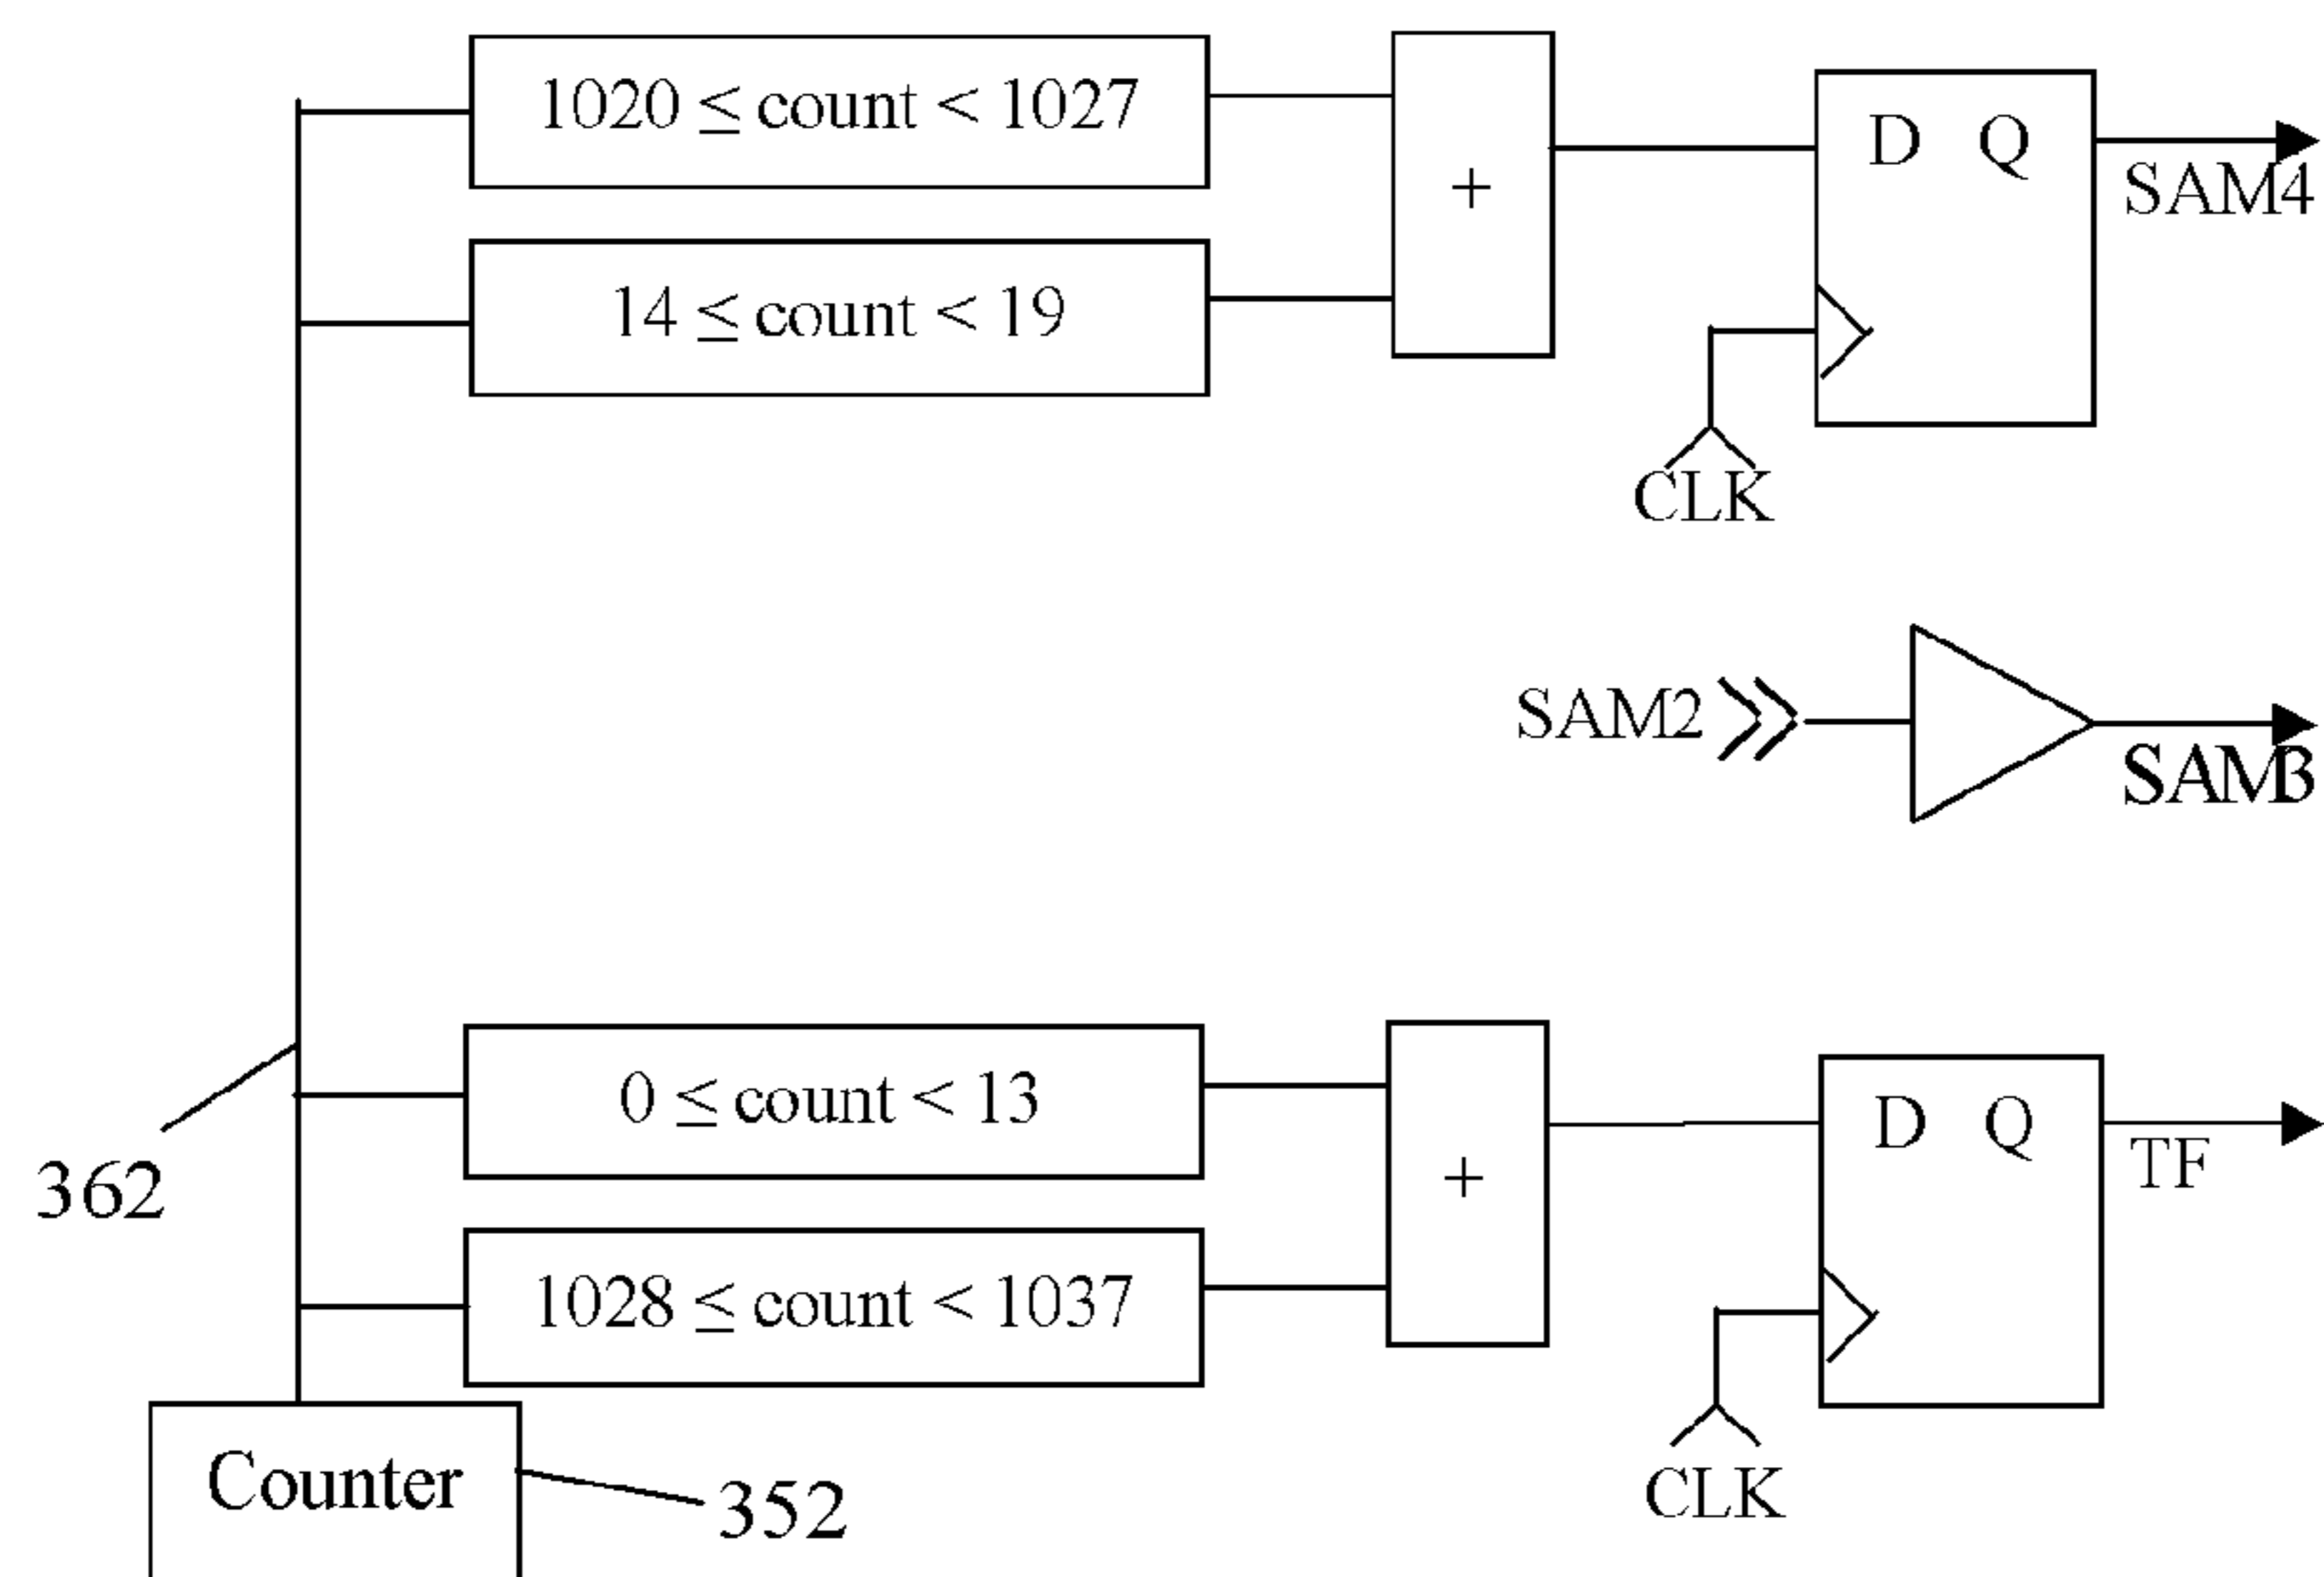 1020 ≤ count < 1027
+
D Q
SAM4
14 ≤ count < 19
CLK
SAM2
SAM3
0 ≤ count < 13
+
D Q
TF
362
1028 ≤ count < 1037
CLK
Counter
352